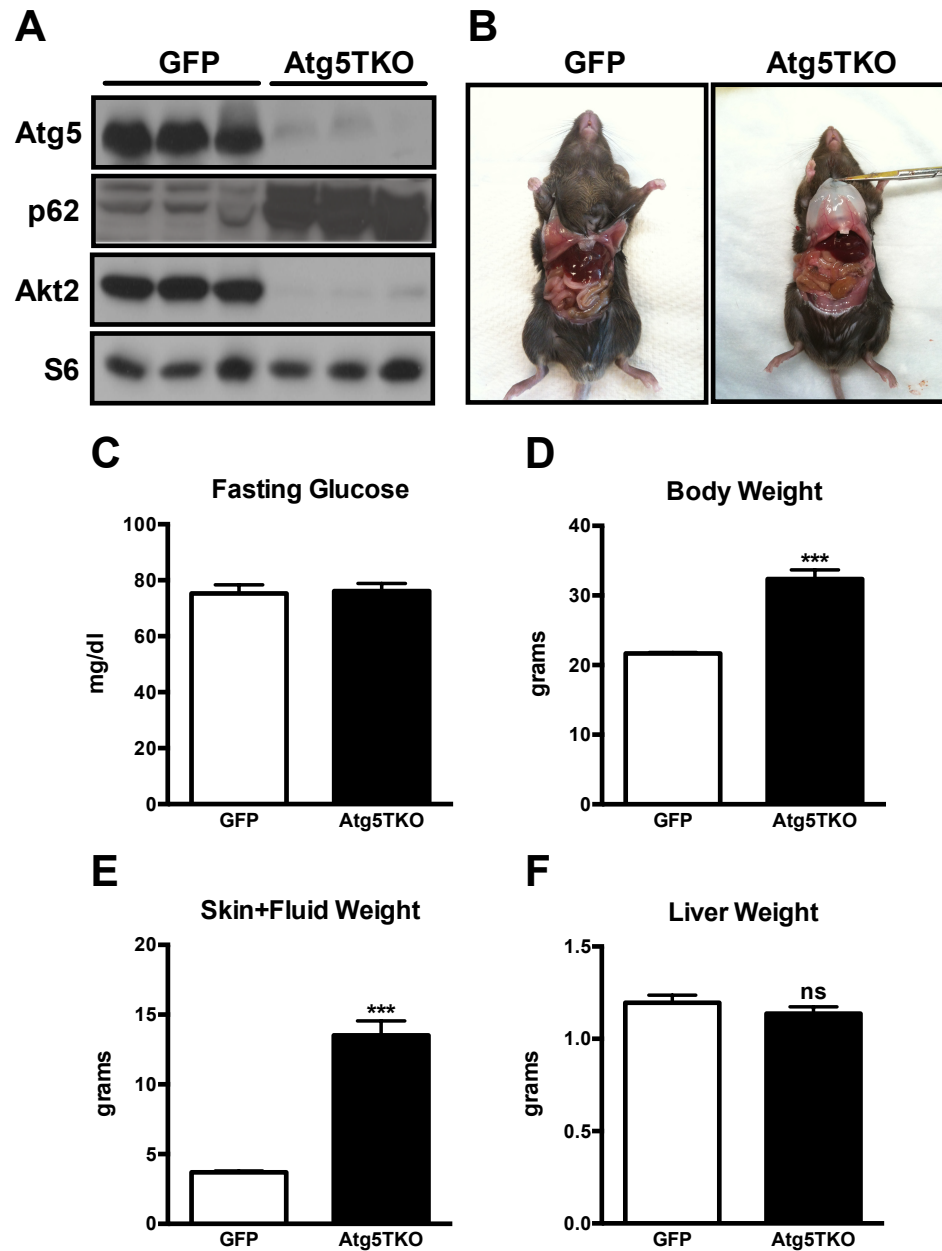 A
GFP Atg5TKO
Atg5
p62
Akt2
S6
B
GFP Atg5TKO
C
Fasting Glucose
mg/dl
100
80
60
40
20
0
GFP Atg5TKO
D
Body Weight
grams
40
30
20
10
0
***
GFP Atg5TKO
E
Skin+Fluid Weight
grams
20
15
10
5
0
***
GFP Atg5TKO
F
Liver Weight
grams
1.5
1.0
0.5
0.0
ns
GFP Atg5TKO